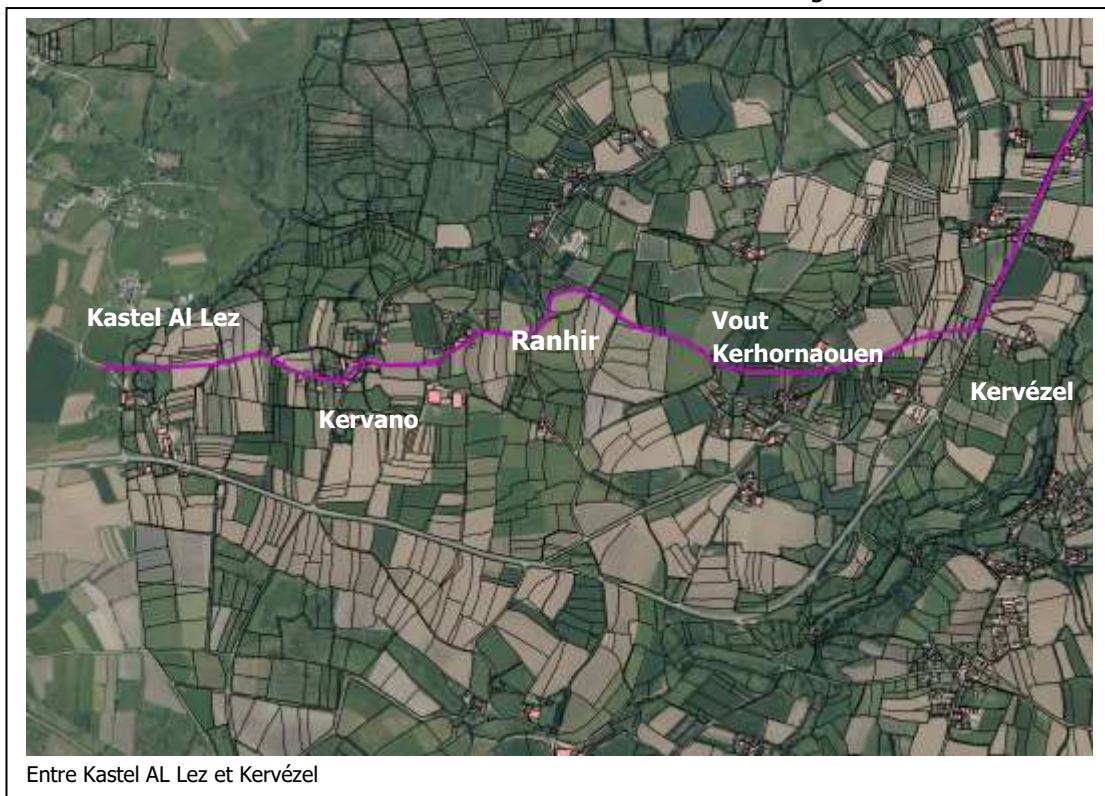 Kastel Al Lez
Ranhir
Vout
Kerhornaouen
Kervézel
Kervano
Entre Kastel AL Lez et Kervézel